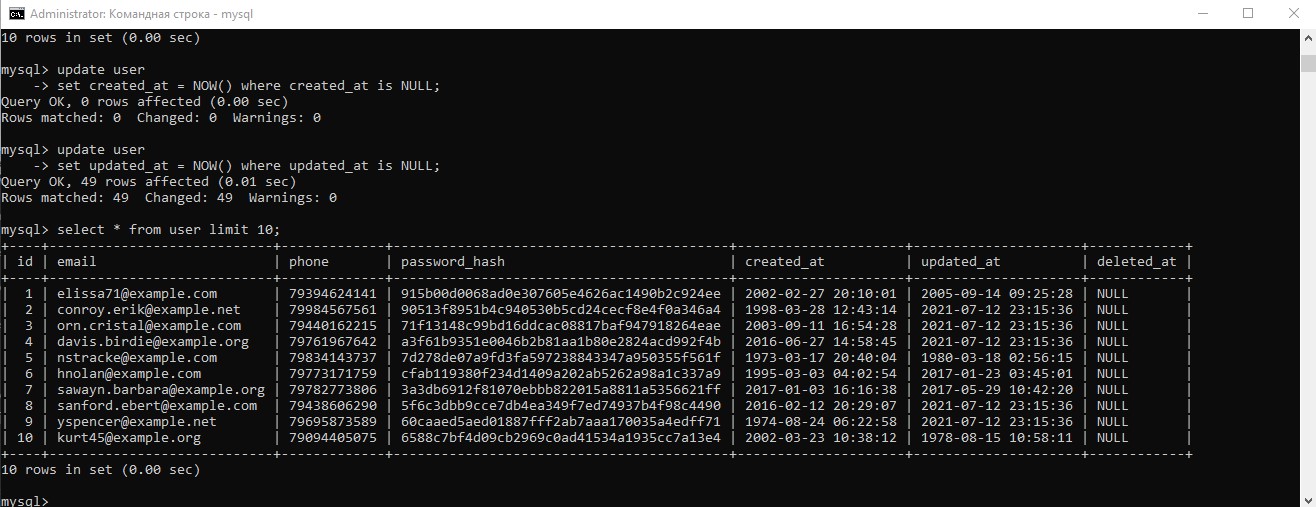 Administrator: Командная строка - mysql
10 rows in set (0.00 sec)
mysql> update user
    -> set created_at = NOW() where created_at is NULL;
Query OK, 0 rows affected (0.00 sec)
Rows matched: 0  Changed: 0  Warnings: 0
mysql> update user
    -> set updated_at = NOW() where updated_at is NULL;
Query OK, 49 rows affected (0.01 sec)
Rows matched: 49  Changed: 49  Warnings: 0
mysql> select * from user limit 10;
+----+----------------------------+-------------+------------------------------------------+---------------------+---------------------+------------+
| id | email                      | phone       | password_hash                            | created_at          | updated_at          | deleted_at |
+----+----------------------------+-------------+------------------------------------------+---------------------+---------------------+------------+
|  1 | elissa71@example.com       | 79394624141 | 915b00d0068ad0e307605e4626ac1490b2c924ee | 2002-02-27 20:10:01 | 2005-09-14 09:25:28 | NULL       |
|  2 | conroy.erik@example.net    | 79984567561 | 90513f8951b4c940530b5cd24cecf8e4f0a346a4 | 1998-03-28 12:43:14 | 2021-07-12 23:15:36 | NULL       |
|  3 | orn.cristal@example.com    | 79440162215 | 71f13148c99bd16ddcac08817baf947918264eae | 2003-09-11 16:54:28 | 2021-07-12 23:15:36 | NULL       |
|  4 | davis.birdie@example.org   | 79761967642 | a3f61b9351e0046b2b81aa1b80e2824acd992f4b | 2016-06-27 14:58:45 | 2021-07-12 23:15:36 | NULL       |
|  5 | nstracke@example.com       | 79834143737 | 7d278de07a9fd3fa597238843347a950355f561f | 1973-03-17 20:40:04 | 1980-03-18 02:56:15 | NULL       |
|  6 | hnolan@example.com         | 79773171759 | cfab119380f234d1409a202ab5262a98a1c337a9 | 1995-03-03 04:02:54 | 2017-01-23 03:45:01 | NULL       |
|  7 | sawayn.barbara@example.org | 79782773806 | 3a3db6912f81070ebbb822015a8811a5356621ff | 2017-01-03 16:16:38 | 2017-05-29 10:42:20 | NULL       |
|  8 | sanford.ebert@example.com  | 79438606290 | 5f6c3dbb9cce7db4ea349f7ed74937b4f98c4490 | 2016-02-12 20:29:07 | 2021-07-12 23:15:36 | NULL       |
|  9 | yspencer@example.net       | 79695873589 | 60caaed5aed01887fff2ab7aaa170035a4edff71 | 1974-08-24 06:22:58 | 2021-07-12 23:15:36 | NULL       |
| 10 | kurt45@example.org         | 79094405075 | 6588c7bf4d09cb2969c0ad41534a1935cc7a13e4 | 2002-03-23 10:38:12 | 1978-08-15 10:58:11 | NULL       |
+----+----------------------------+-------------+------------------------------------------+---------------------+---------------------+------------+
10 rows in set (0.00 sec)
mysql>